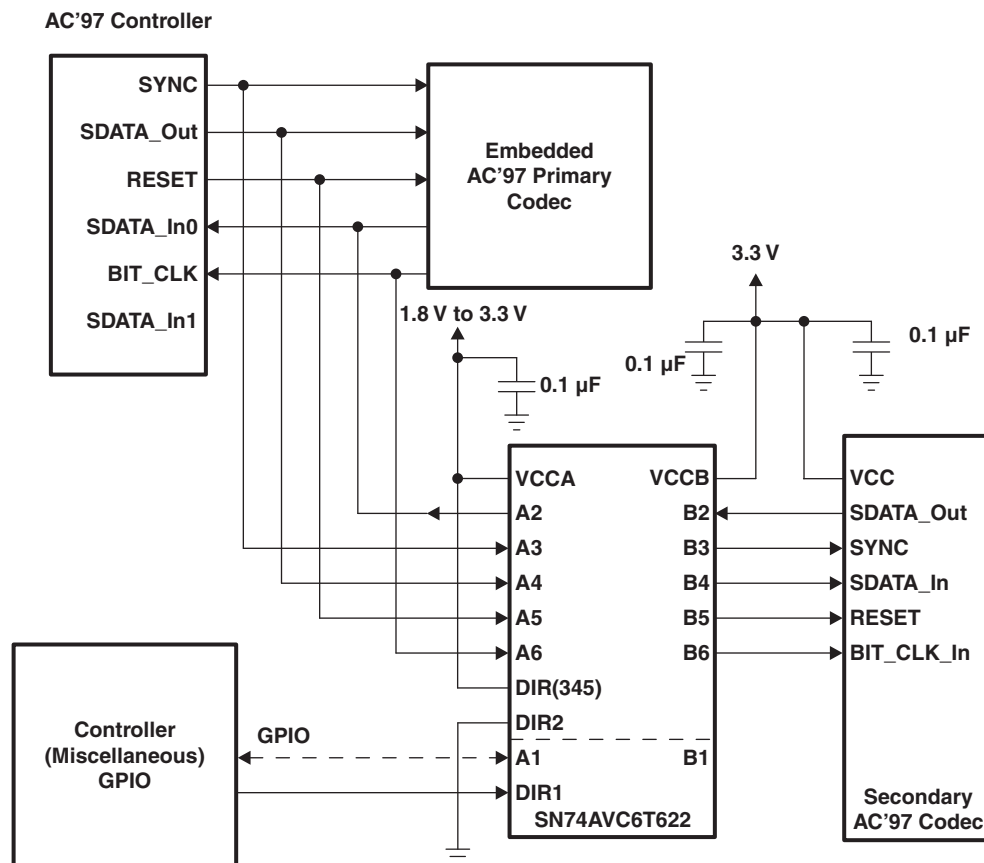 AC'97 Controller
SYNC
SDATA_Out
RESET
SDATA_In0
BIT_CLK
SDATA_In1
Embedded
AC'97 Primary
Codec
3.3 V
1.8 V to 3.3 V
0.1 µF
0.1 µF
0.1 µF
VCCA
A2
A3
A4
A5
A6
DIR(345)
DIR2
A1
DIR1
VCCB
B2
B3
B4
B5
B6
B1
SN74AVC6T622
VCC
SDATA_Out
SYNC
SDATA_In
RESET
BIT_CLK_In
Secondary
AC'97 Codec
Controller
(Miscellaneous)
GPIO
GPIO